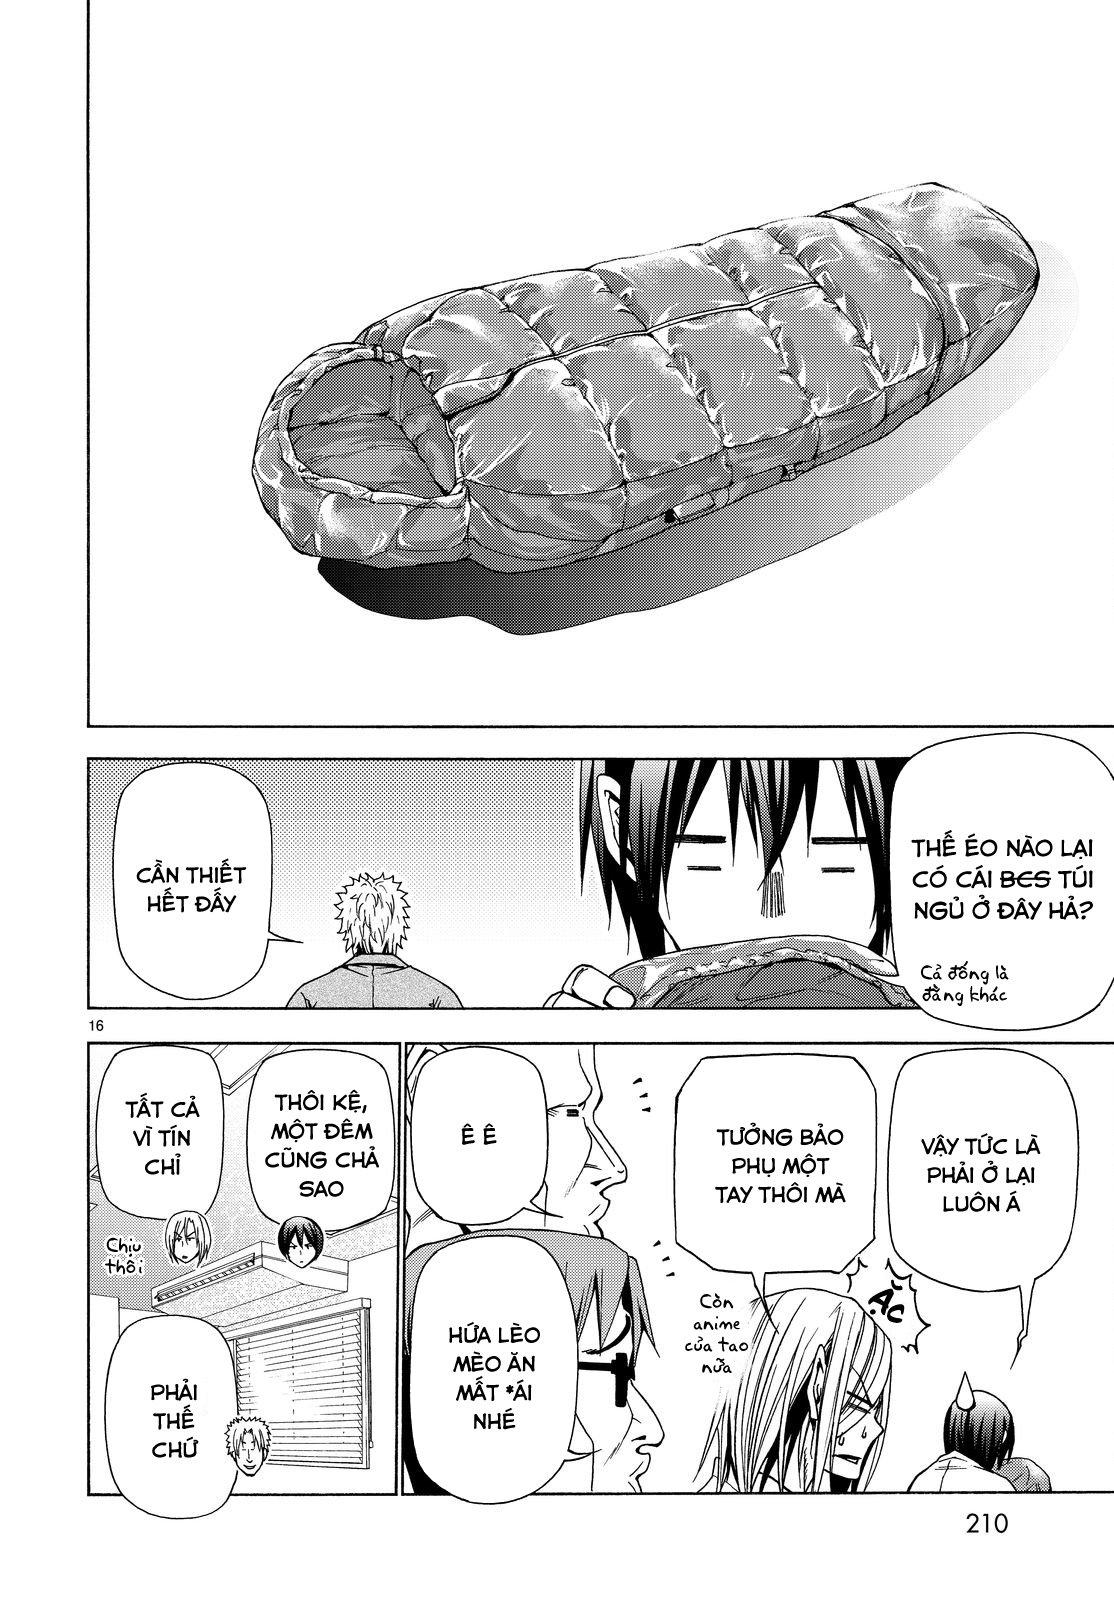 THẾ ÉO NÀO LẠI
CÓ CÁI BCS TÚI
NGỦ Ở ĐÂY HẢ?
Cả đống là
đằng khác
CẦN THIẾT
HẾT ĐẤY
16
VẬY TỨC LÀ
PHẢI Ở LẠI
LUÔN Á
ẶC
TƯỞNG BẢO
PHỤ MỘT
TAY THÔI MÀ
Còn
anime
của tao
nữa
Ê Ê
HỨA LÈO
MÈO ĂN
MẤT *ÁI
NHÉ
THÔI KỆ,
MỘT ĐÊM
CŨNG CHẢ
SAO
TẤT CẢ
VÌ TÍN
CHỈ
Chịu
thôi
PHẢI
THẾ
CHỨ
210